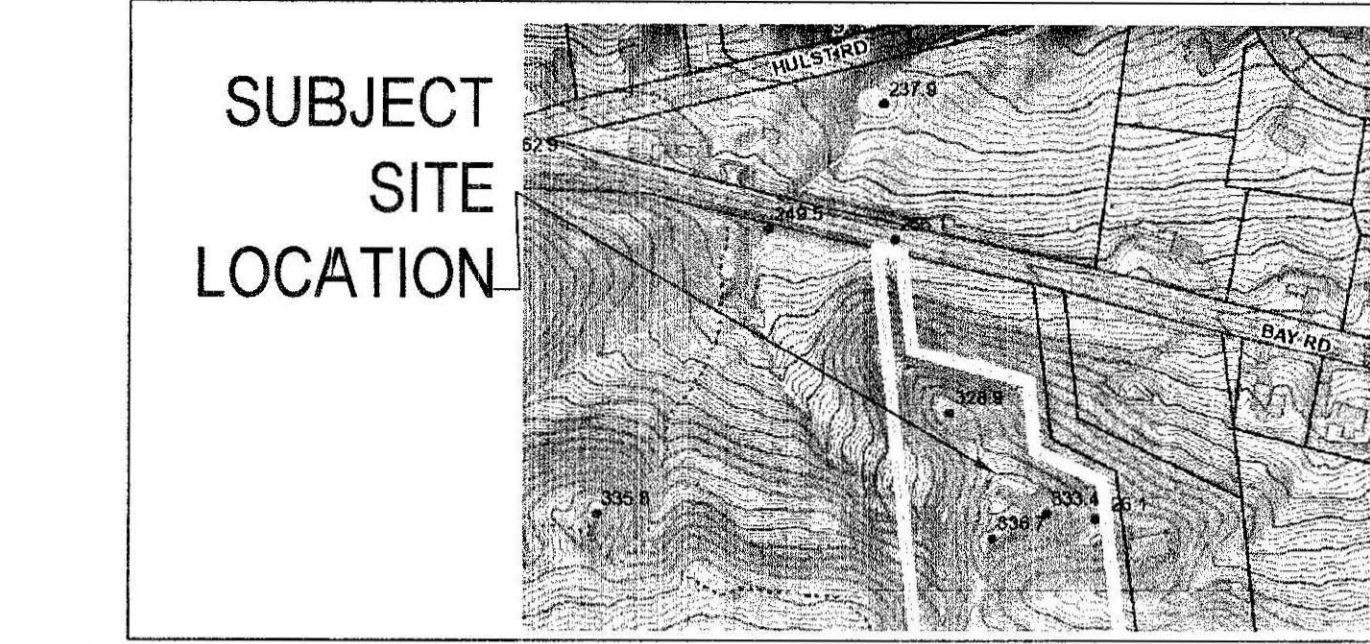 SUBJECT
SITE
LOCATION
HULST RD
237.9
249.5
BAY RD
328.9
335.8
333.4
336.7